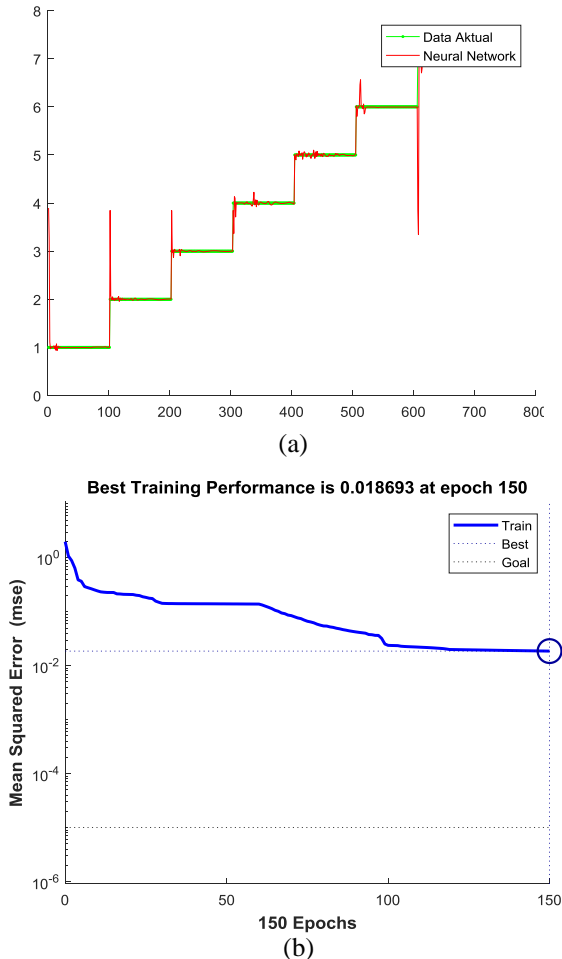 8
7
6
5
4
3
2
1
0
Data Aktual
Neural Network
0 100 200 300 400 500 600 700 800
(a)
Best Training Performance is 0.018693 at epoch 150
Mean Squared Error (mse)
10^0
10^-2
10^-4
10^-6
Train
Best
Goal
0 50 100 150
150 Epochs
(b)